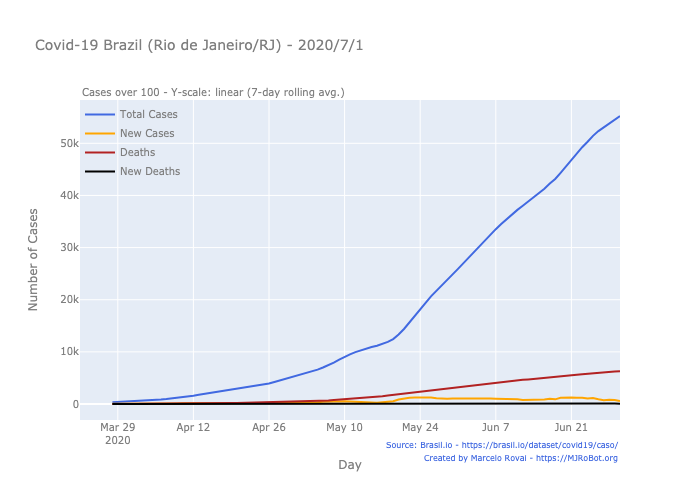 Covid-19 Brazil (Rio de Janeiro/RJ) - 2020/7/1
Cases over 100 - Y-scale: linear (7-day rolling avg.)
Total Cases
New Cases
Deaths
New Deaths
Number of Cases
50k
40k
30k
20k
10k
0
Mar 29
2020
Apr 12
Apr 26
May 10
May 24
Jun 7
Jun 21
Day
Source: Brasil.io - https://brasil.io/dataset/covid19/caso/
Created by Marcelo Rovai - https://MJRoBot.org